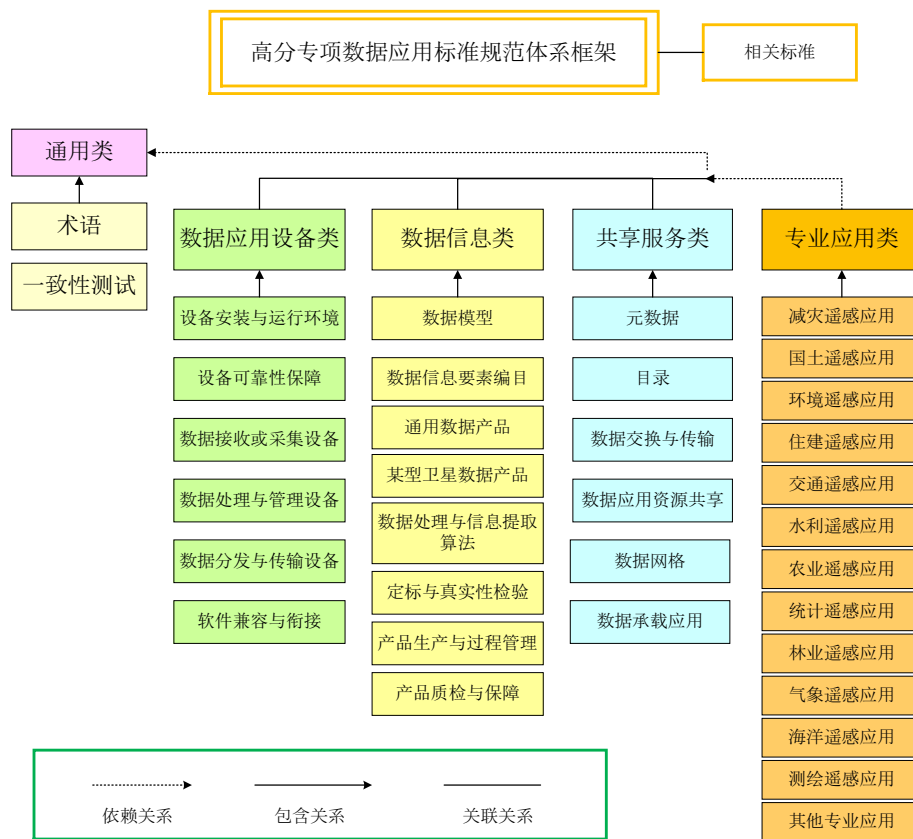 高分专项数据应用标准规范体系框架
相关标准
通用类
术语
一致性测试
数据应用设备类
设备安装与运行环境
设备可靠性保障
数据接收或采集设备
数据处理与管理设备
数据分发与传输设备
软件兼容与衔接
数据信息类
数据模型
数据信息要素编目
通用数据产品
某型卫星数据产品
数据处理与信息提取
算法
定标与真实性检验
产品生产与过程管理
产品质检与保障
共享服务类
元数据
目录
数据交换与传输
数据应用资源共享
数据网格
数据承载应用
专业应用类
减灾遥感应用
国土遥感应用
环境遥感应用
住建遥感应用
交通遥感应用
水利遥感应用
农业遥感应用
统计遥感应用
林业遥感应用
气象遥感应用
海洋遥感应用
测绘遥感应用
其他专业应用
依赖关系
包含关系
关联关系